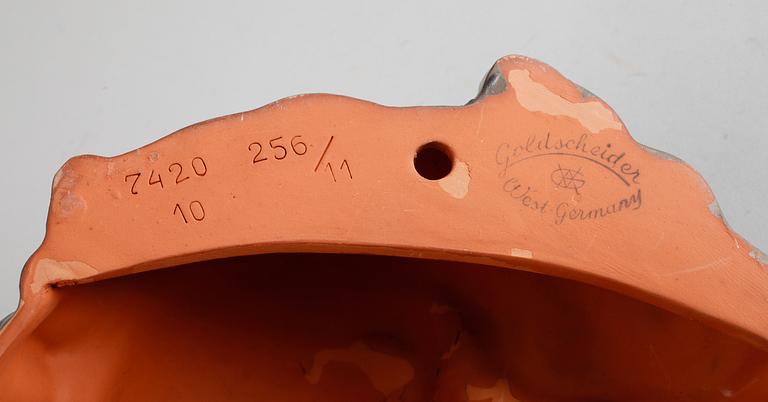 7420 256/11
10
Goldscheider
West Germany